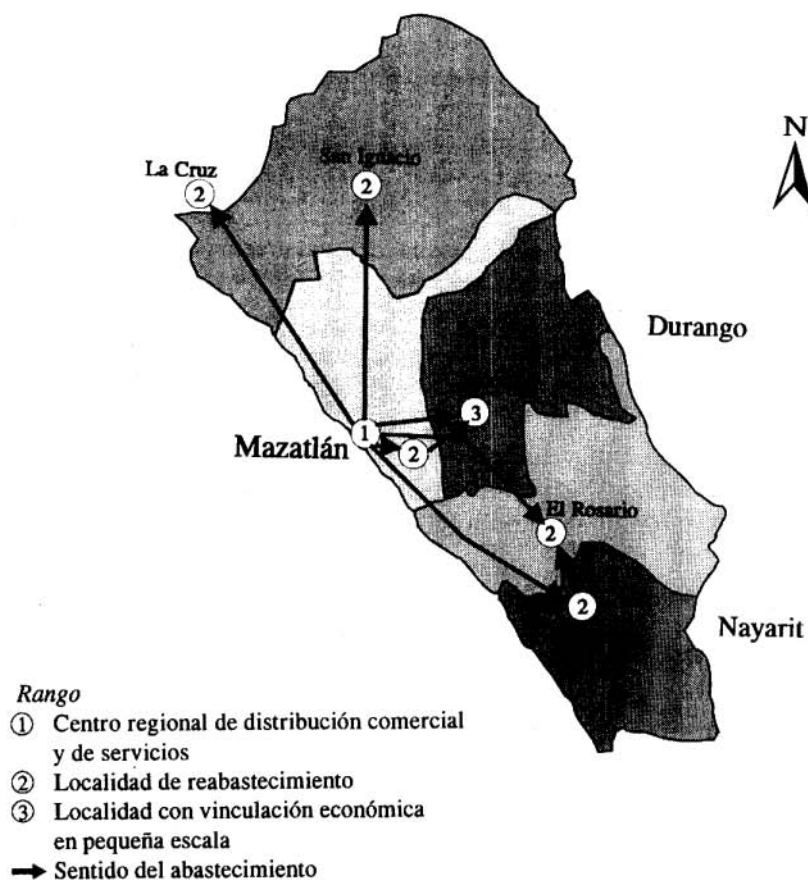 N
La Cruz
2
San Ignacio
2
Durango
3
1
Mazatlán
2
El Rosario
2
2
Nayarit
Rango
1 Centro regional de distribución comercial
y de servicios
2 Localidad de reabastecimiento
3 Localidad con vinculación económica
en pequeña escala
Sentido del abastecimiento